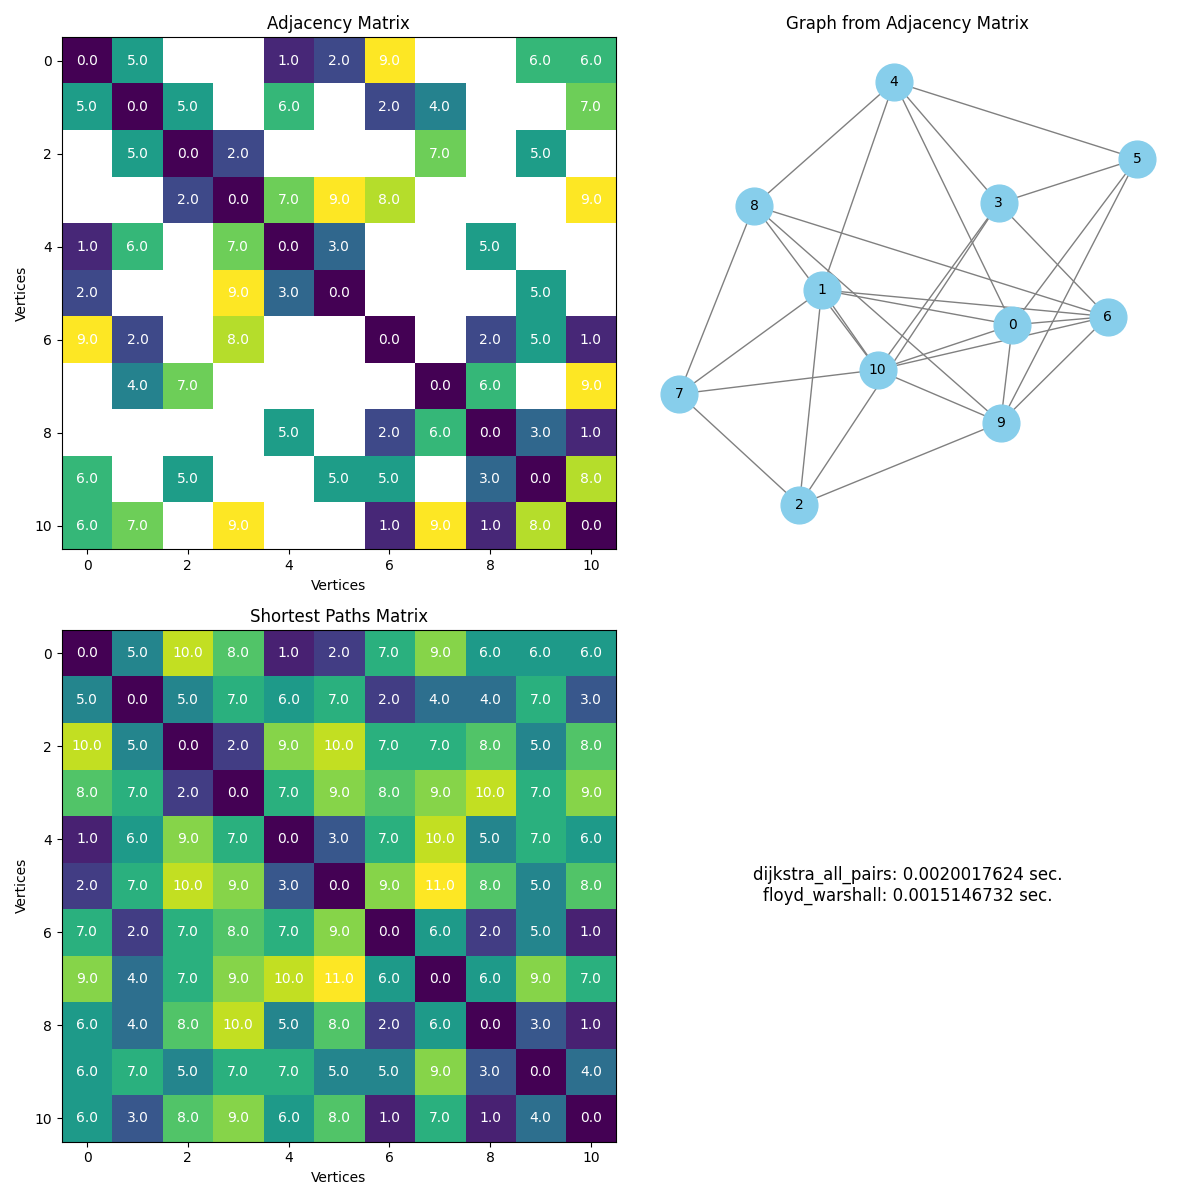 Adjacency Matrix
0 0.0 5.0 1.0 2.0 9.0 6.0 6.0
5.0 0.0 5.0 6.0 2.0 4.0 7.0
2 5.0 0.0 2.0 7.0 5.0
2.0 0.0 7.0 9.0 8.0 9.0
4 1.0 6.0 7.0 0.0 3.0 5.0
2.0 9.0 3.0 0.0 5.0
6 9.0 2.0 8.0 0.0 2.0 5.0 1.0
4.0 7.0 0.0 6.0 9.0
8 5.0 2.0 6.0 0.0 3.0 1.0
6.0 5.0 5.0 5.0 3.0 0.0 8.0
10 6.0 7.0 9.0 1.0 9.0 1.0 8.0 0.0
0 2 4 6 8 10
Vertices
Vertices
Graph from Adjacency Matrix
4
5
8
3
1
0
6
10
7
9
2
Shortest Paths Matrix
0 0.0 5.0 10.0 8.0 1.0 2.0 7.0 9.0 6.0 6.0 6.0
5.0 0.0 5.0 7.0 6.0 7.0 2.0 4.0 4.0 7.0 3.0
2 10.0 5.0 0.0 2.0 9.0 10.0 7.0 7.0 8.0 5.0 8.0
8.0 7.0 2.0 0.0 7.0 9.0 8.0 9.0 10.0 7.0 9.0
4 1.0 6.0 9.0 7.0 0.0 3.0 7.0 10.0 5.0 7.0 6.0
2.0 7.0 10.0 9.0 3.0 0.0 9.0 11.0 8.0 5.0 8.0
6 7.0 2.0 7.0 8.0 7.0 9.0 0.0 6.0 2.0 5.0 1.0
9.0 4.0 7.0 9.0 10.0 11.0 6.0 0.0 6.0 9.0 7.0
8 6.0 4.0 8.0 10.0 5.0 8.0 2.0 6.0 0.0 3.0 1.0
6.0 7.0 5.0 7.0 7.0 5.0 5.0 9.0 3.0 0.0 4.0
10 6.0 3.0 8.0 9.0 6.0 8.0 1.0 7.0 1.0 4.0 0.0
0 2 4 6 8 10
Vertices
Vertices
dijkstra_all_pairs: 0.0020017624 sec.
floyd_warshall: 0.0015146732 sec.